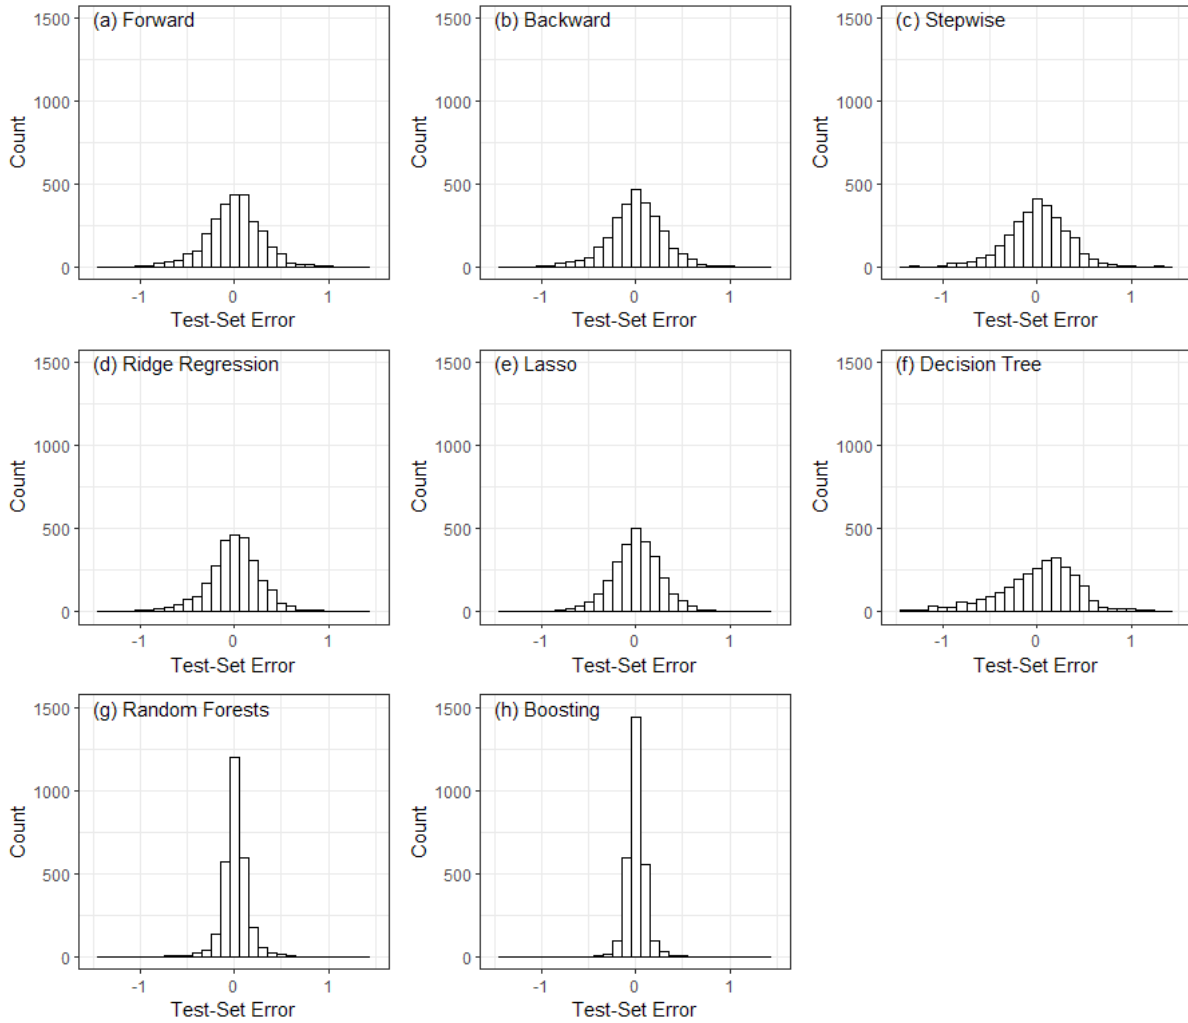 (a) Forward
1500
1000
500
0
Count
-1 0 1
Test-Set Error
(b) Backward
1500
1000
500
0
Count
-1 0 1
Test-Set Error
(c) Stepwise
1500
1000
500
0
Count
-1 0 1
Test-Set Error
(d) Ridge Regression
1500
1000
500
0
Count
-1 0 1
Test-Set Error
(e) Lasso
1500
1000
500
0
Count
-1 0 1
Test-Set Error
(f) Decision Tree
1500
1000
500
0
Count
-1 0 1
Test-Set Error
(g) Random Forests
1500
1000
500
0
Count
-1 0 1
Test-Set Error
(h) Boosting
1500
1000
500
0
Count
-1 0 1
Test-Set Error